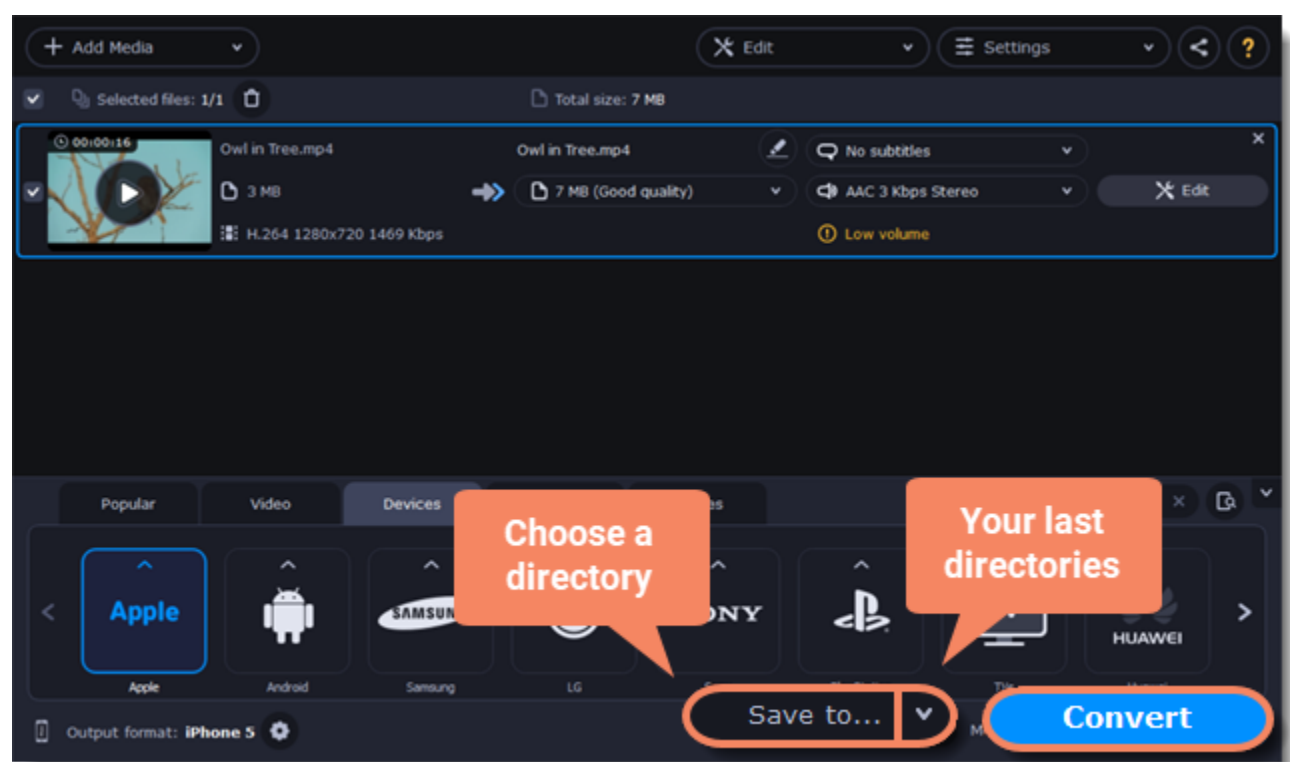 Add Media
Edit
Settings
?
Selected files: 1/1
Total size: 7 MB
00:00:16
Owl in Tree.mp4
Owl in Tree.mp4
No subtitles
3 MB
7 MB (Good quality)
AAC 3 Kbps Stereo
Edit
H.264 1280x720 1469 Kbps
Low volume
Popular
Video
Devices
Choose a
directory
Your last
directories
Apple
SAMSUN
ONY
HUAWEI
Apple
Android
Samsung
LG
Output format: iPhone 5
Save to...
Convert